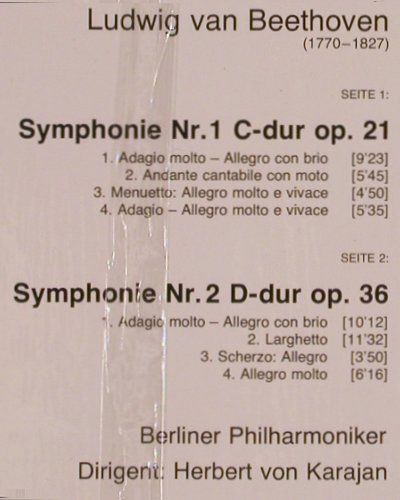 Ludwig van Beethoven
(1770–1827)
SEITE 1:
Symphonie Nr.1 C-dur op. 21
1. Adagio molto – Allegro con brio [9'23]
2. Andante cantabile con moto [5'45]
3. Menuetto: Allegro molto e vivace [4'50]
4. Adagio – Allegro molto e vivace [5'35]
SEITE 2:
Symphonie Nr.2 D-dur op. 36
1. Adagio molto – Allegro con brio [10'12]
2. Larghetto [11'32]
3. Scherzo: Allegro [3'50]
4. Allegro molto [6'16]
Berliner Philharmoniker
Dirigent: Herbert von Karajan